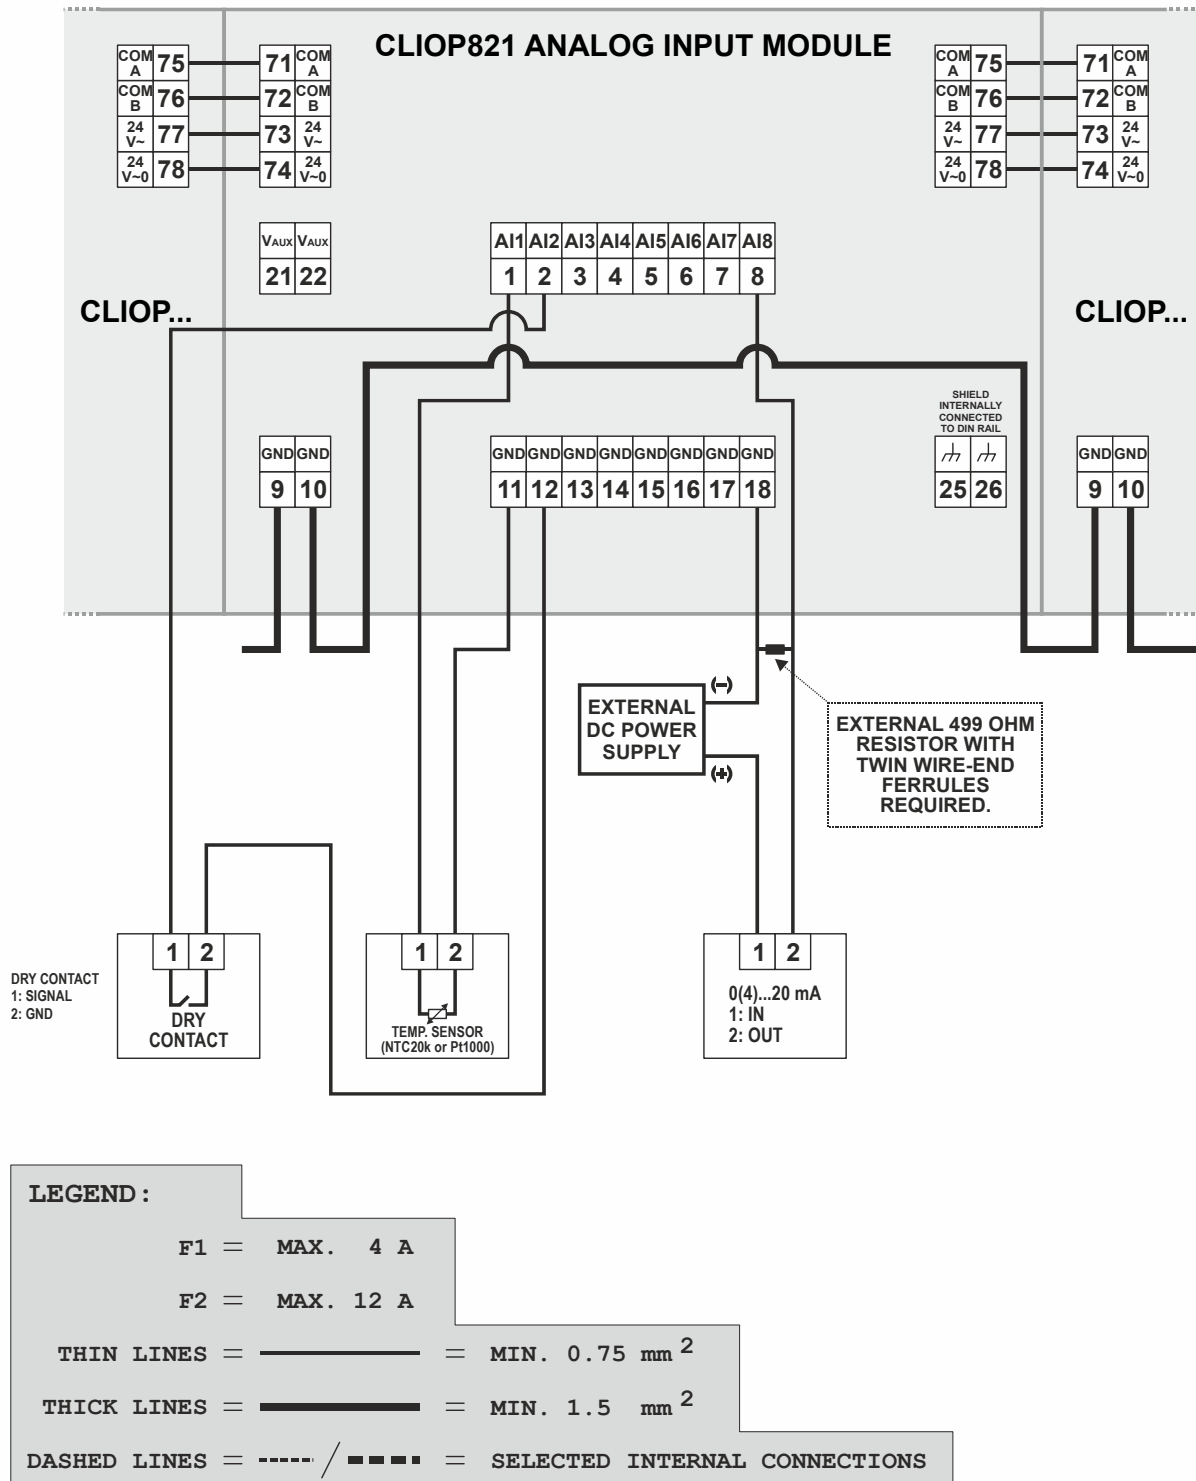 CLIOP821 ANALOG INPUT MODULE
COM A 75 71 COM A
COM B 76 72 COM B
24 V~ 77 73 24 V~
24 V~0 78 74 24 V~0
COM A 75 71 COM A
COM B 76 72 COM B
24 V~ 77 73 24 V~
24 V~0 78 74 24 V~0
VAUX VAUX
21 22
AI1 AI2 AI3 AI4 AI5 AI6 AI7 AI8
1 2 3 4 5 6 7 8
CLIOP...
CLIOP...
SHIELD
INTERNALLY
CONNECTED
TO DIN RAIL
GND GND
9 10
GND GND GND GND GND GND GND GND
11 12 13 14 15 16 17 18
25 26
GND GND
9 10
EXTERNAL
DC POWER
SUPPLY
(-)
(+)
EXTERNAL 499 OHM
RESISTOR WITH
TWIN WIRE-END
FERRULES
REQUIRED.
DRY CONTACT
1: SIGNAL
2: GND
1 2
DRY
CONTACT
1 2
TEMP. SENSOR
(NTC20k or Pt1000)
1 2
0(4)...20 mA
1: IN
2: OUT
LEGEND:
F1 = MAX. 4 A
F2 = MAX. 12 A
THIN LINES = = MIN. 0.75 mm 2
THICK LINES = = MIN. 1.5 mm 2
DASHED LINES = / = SELECTED INTERNAL CONNECTIONS